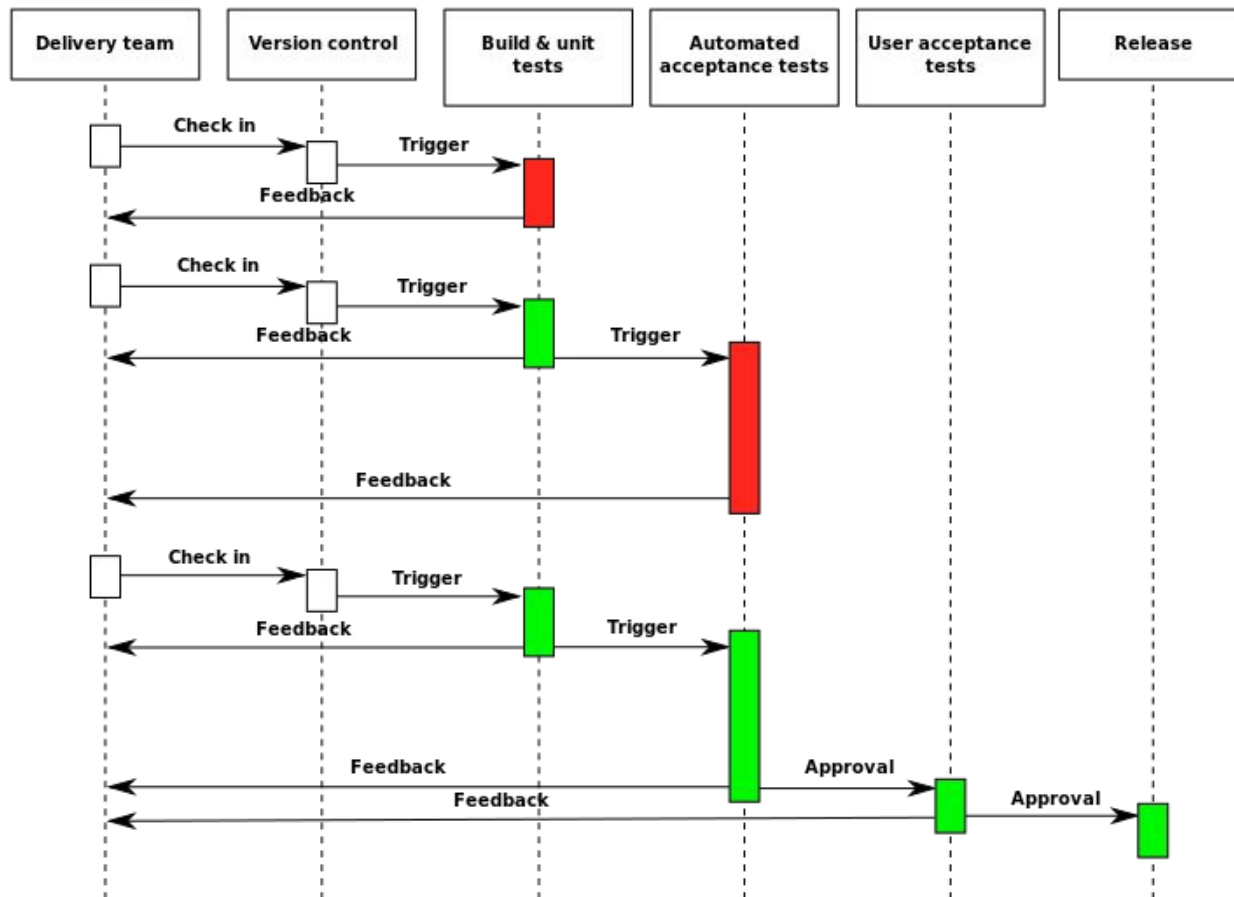 Delivery team
Version control
Build & unit
tests
Automated
acceptance tests
User acceptance
tests
Release
Check in
Trigger
Feedback
Check in
Trigger
Feedback
Trigger
Feedback
Check in
Trigger
Feedback
Trigger
Feedback
Approval
Feedback
Approval